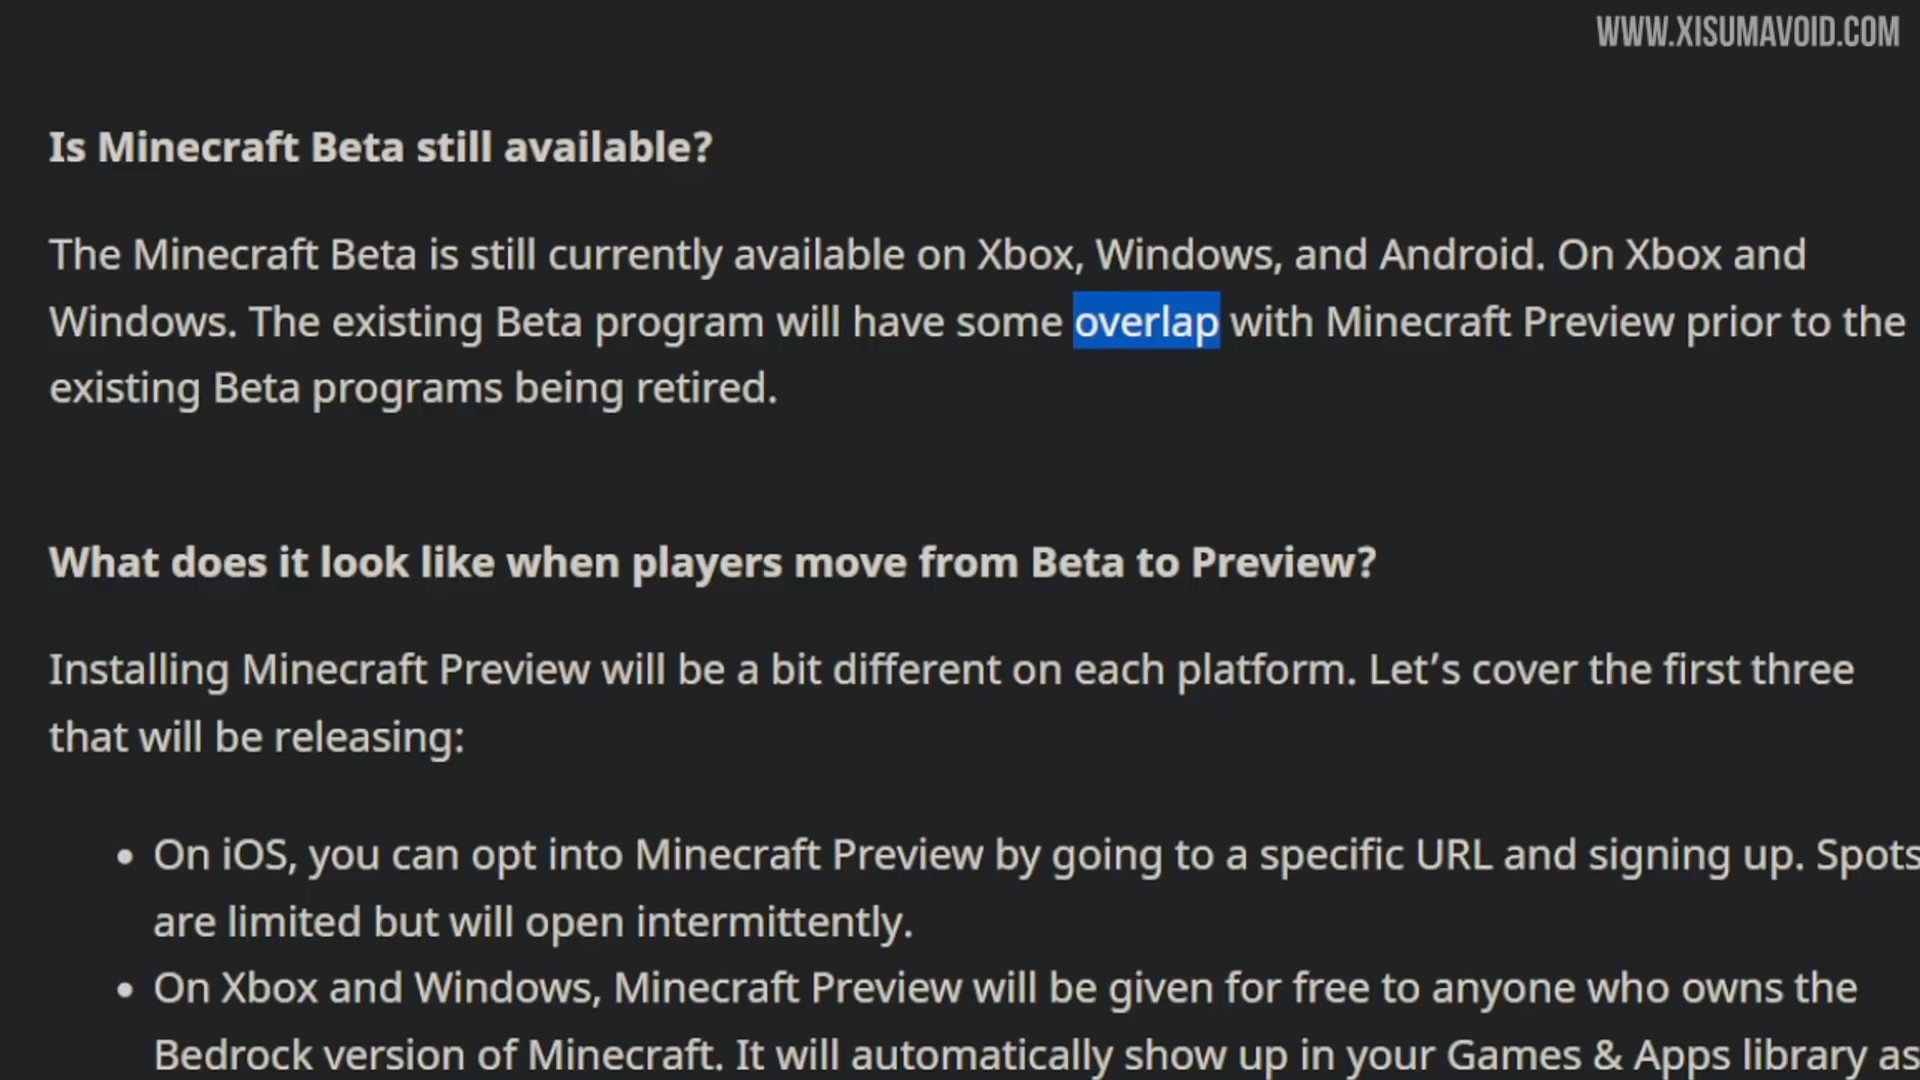 WWW.XISUMAVOID.COM
Is Minecraft Beta still available?
The Minecraft Beta is still currently available on Xbox, Windows, and Android. On Xbox and
Windows. The existing Beta program will have some overlap with Minecraft Preview prior to the
existing Beta programs being retired.
What does it look like when players move from Beta to Preview?
Installing Minecraft Preview will be a bit different on each platform. Let’s cover the first three
that will be releasing:
• On iOS, you can opt into Minecraft Preview by going to a specific URL and signing up. Spots
are limited but will open intermittently.
• On Xbox and Windows, Minecraft Preview will be given for free to anyone who owns the
Bedrock version of Minecraft. It will automatically show up in your Games & Apps library as